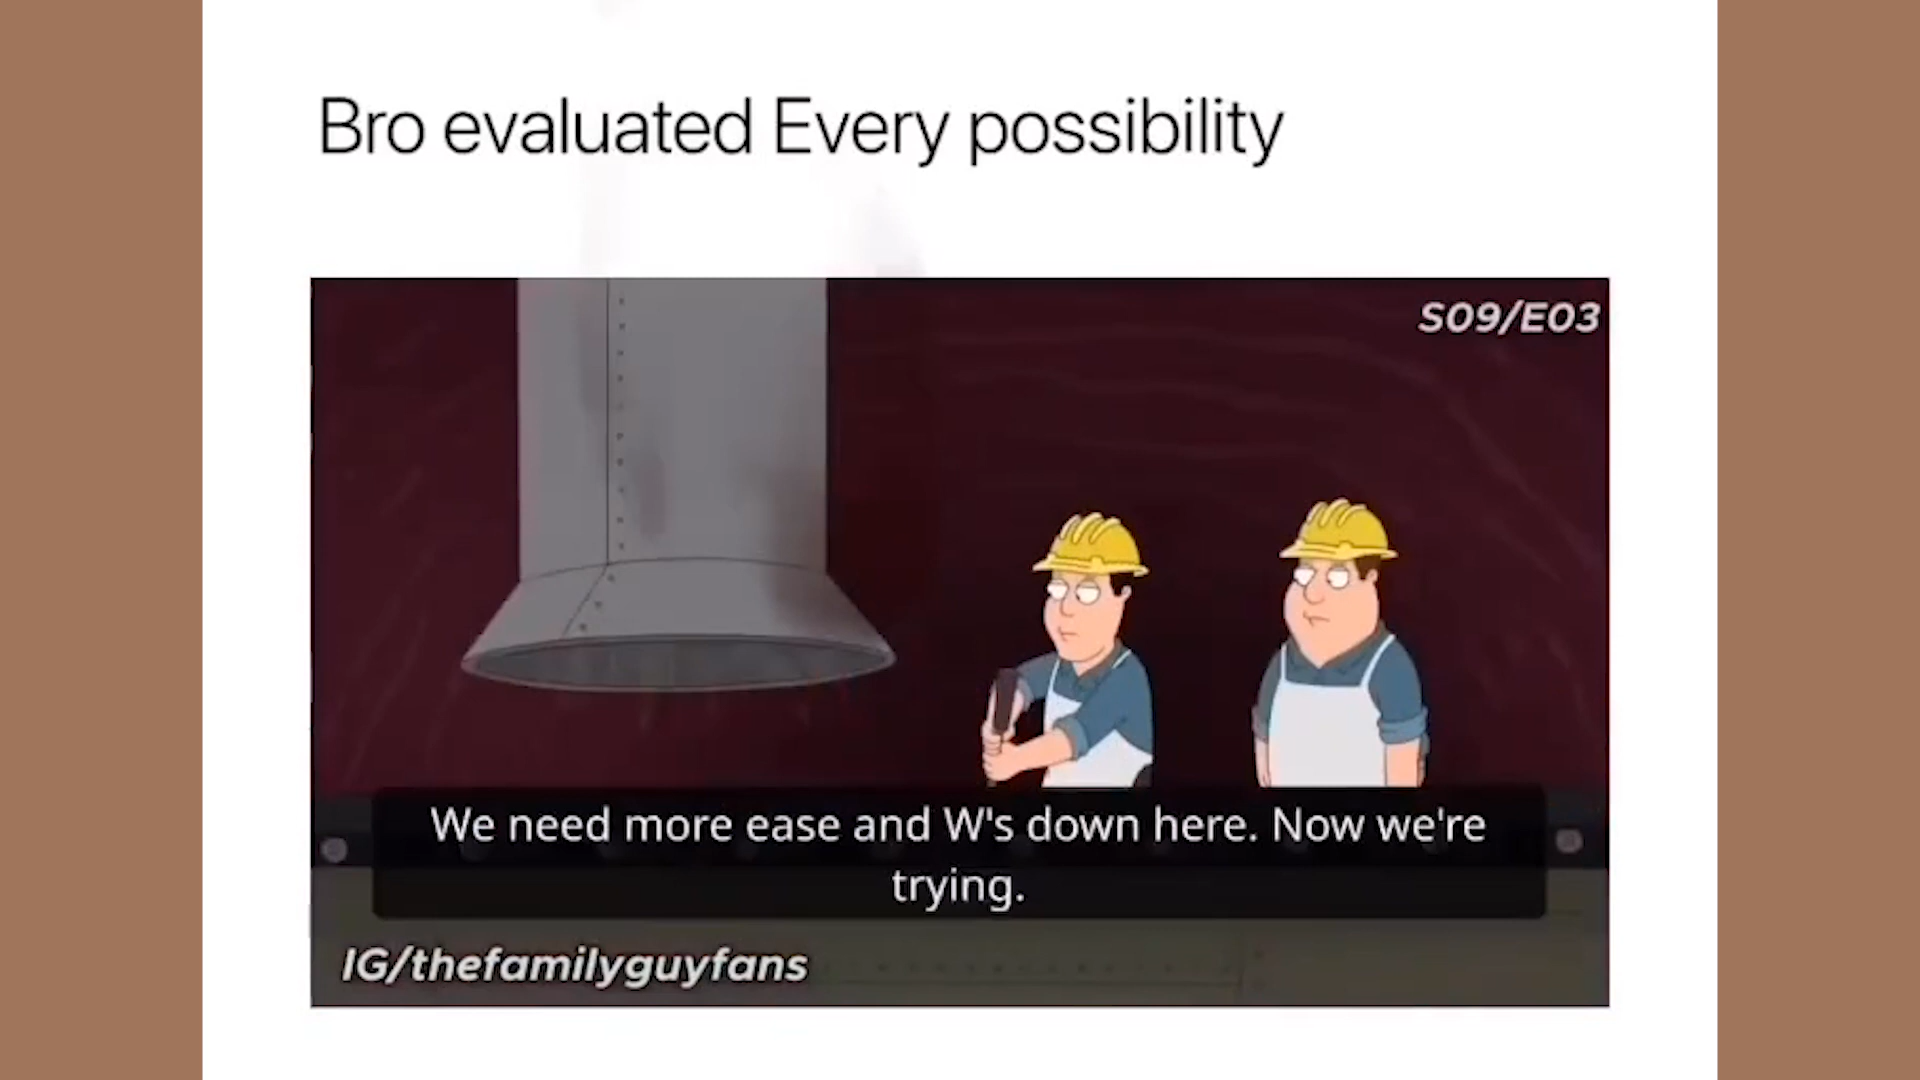 Bro evaluated Every possibility
S09/E03
We need more ease and W's down here. Now we're
trying.
IG/thefamilyguyfans